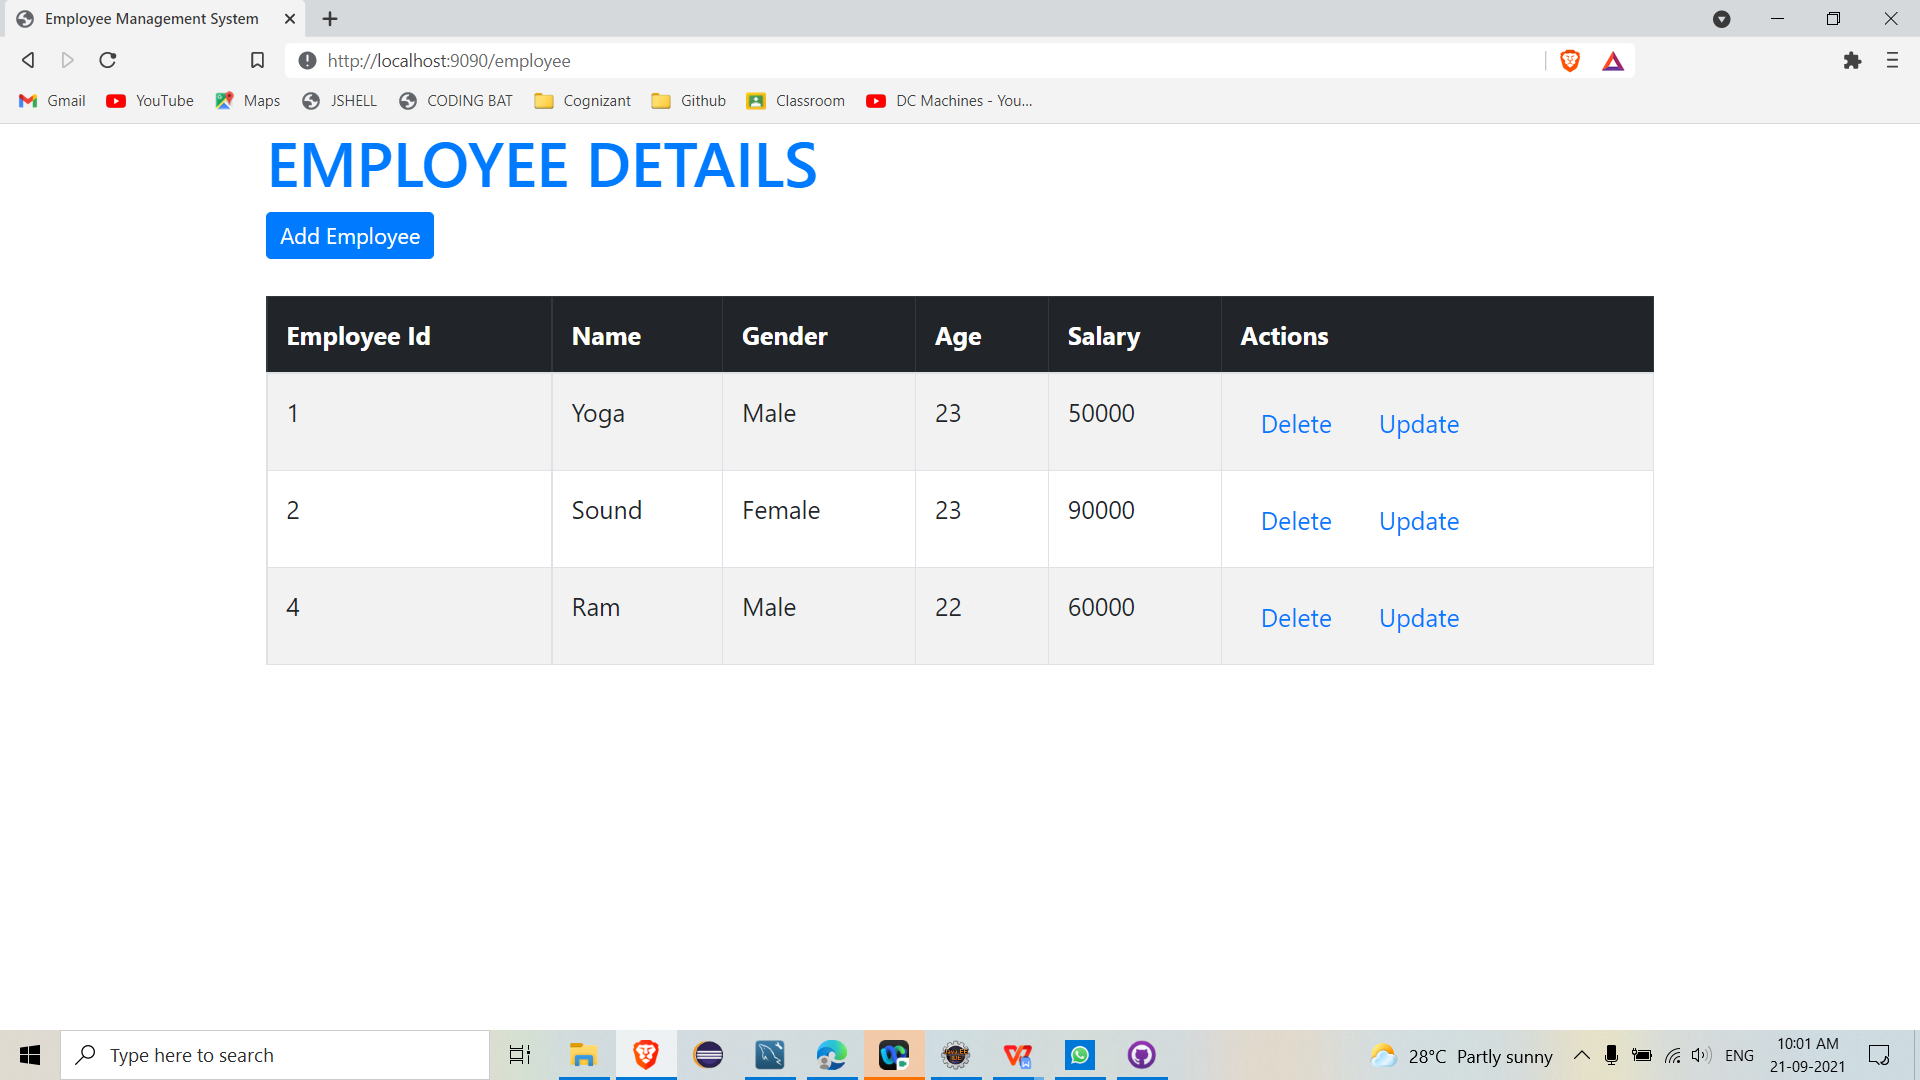 Employee Management System
http://localhost:9090/employee
Gmail YouTube Maps JSHELL CODING BAT Cognizant Github Classroom DC Machines - You...
EMPLOYEE DETAILS
Add Employee
Employee Id Name Gender Age Salary Actions
1 Yoga Male 23 50000 Delete Update
2 Sound Female 23 90000 Delete Update
4 Ram Male 22 60000 Delete Update
Type here to search 28°C Partly sunny ENG 10:01 AM
21-09-2021